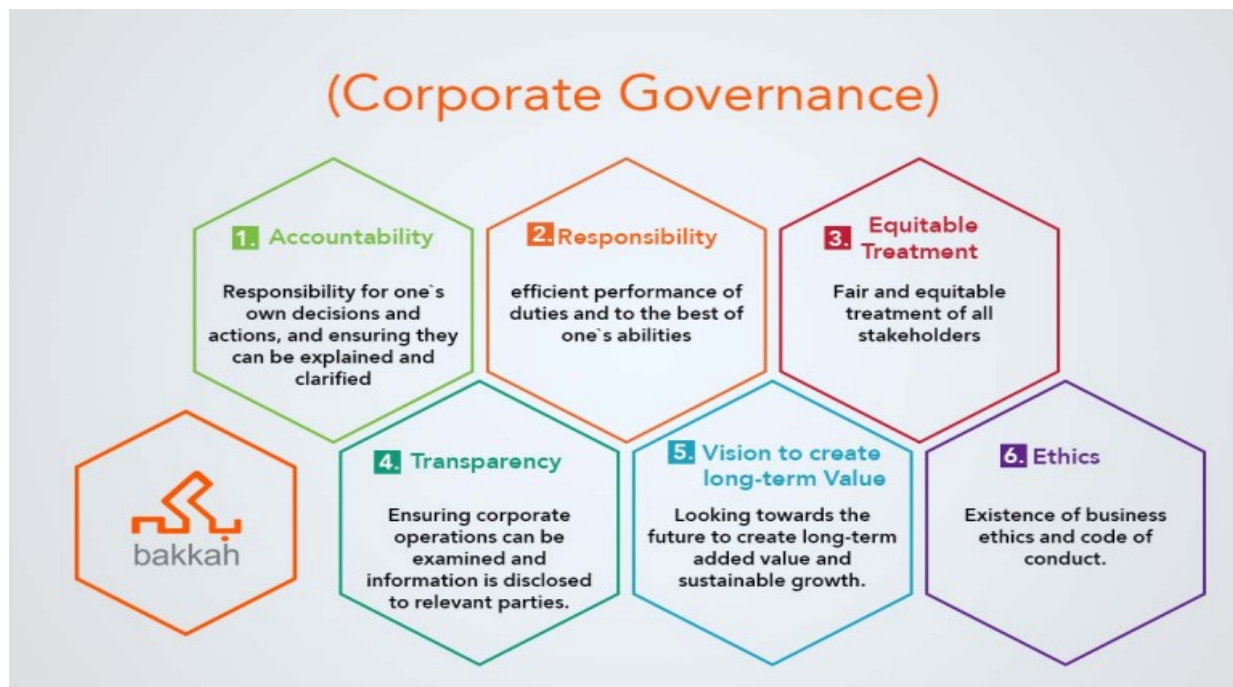 (Corporate Governance)
1. Accountability
Responsibility for one`s
own decisions and
actions, and ensuring they
can be explained and
clarified
2. Responsibility
efficient performance of
duties and to the best of
one`s abilities
3. Equitable
Treatment
Fair and equitable
treatment of all
stakeholders
بكه
bakkah
4. Transparency
Ensuring corporate
operations can be
examined and
information is disclosed
to relevant parties.
5. Vision to create
long-term Value
Looking towards the
future to create long-term
added value and
sustainable growth.
6. Ethics
Existence of business
ethics and code of
conduct.